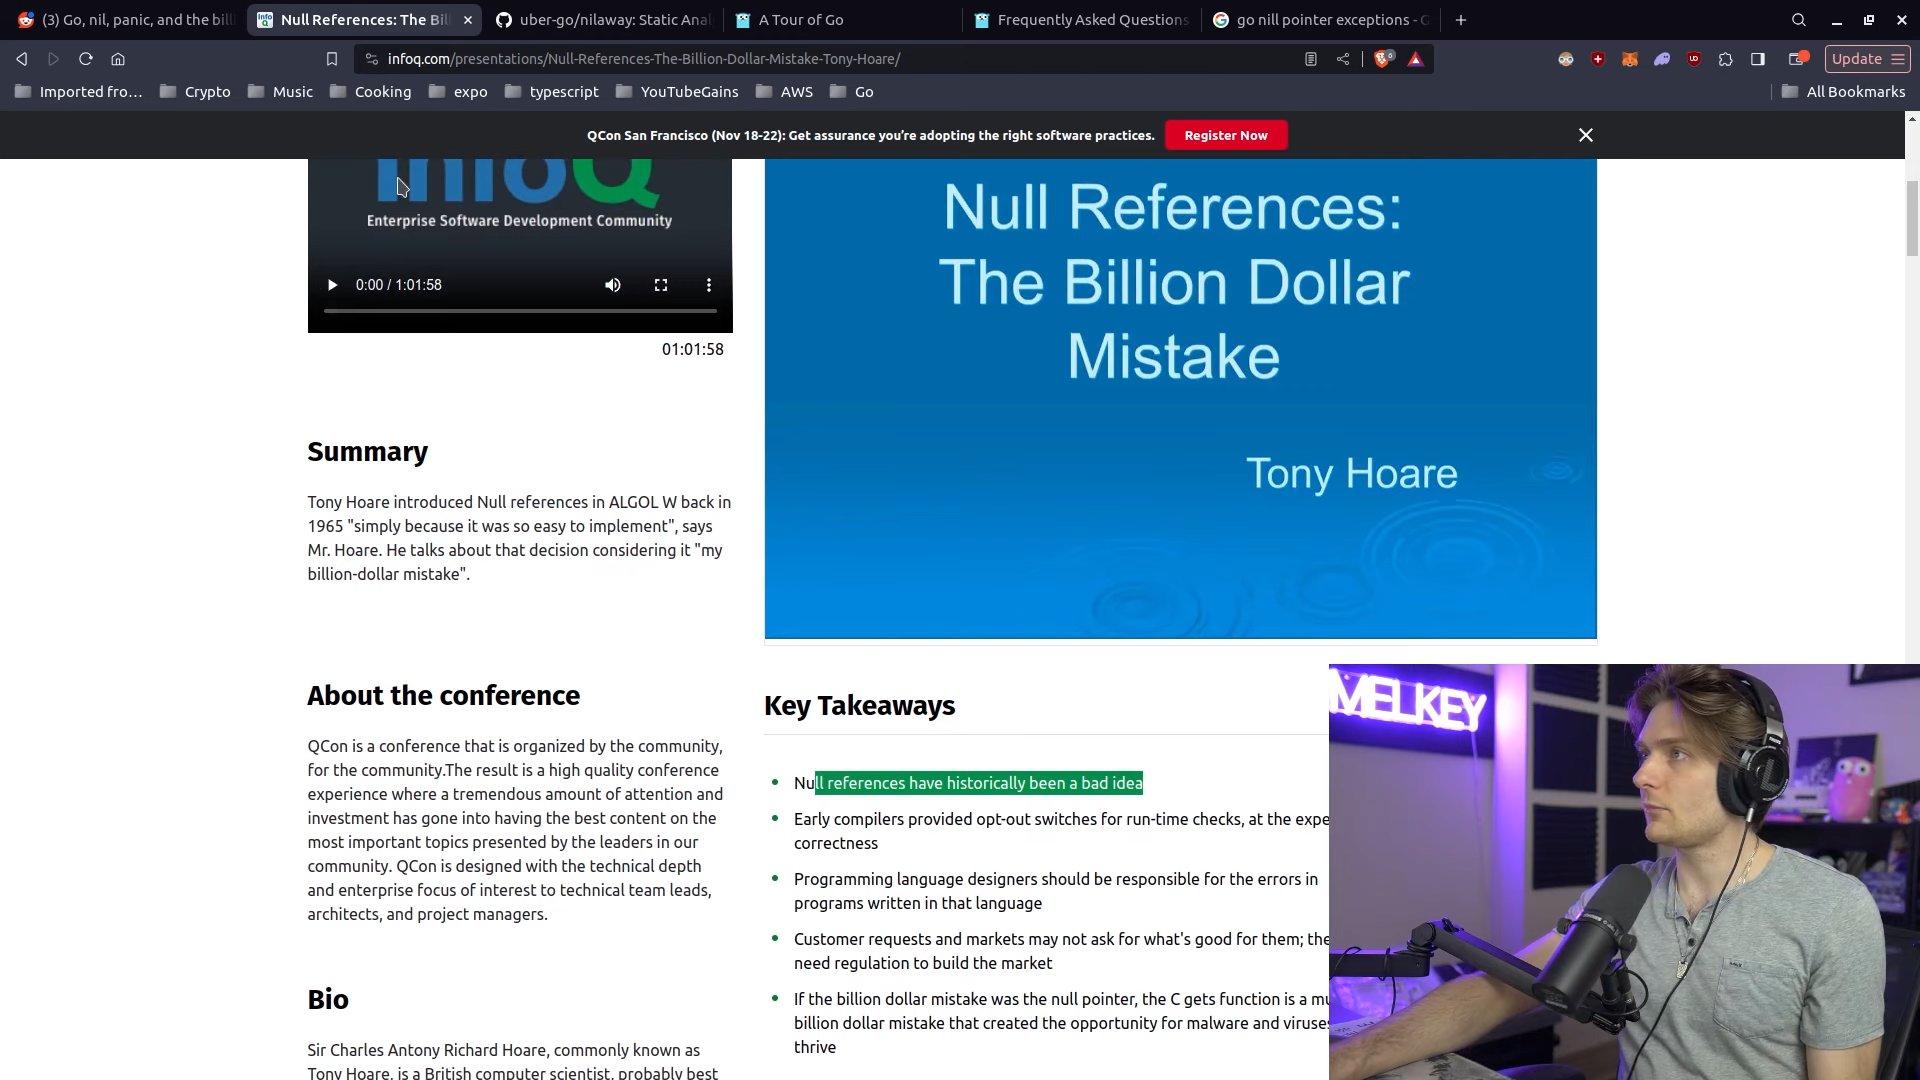 (3) Go, nil, panic, and the bill
Null References: The Bil
uber-go/nilaway: Static Anal
A Tour of Go
Frequently Asked Questions
go nill pointer exceptions - G
infoq.com/presentations/Null-References-The-Billion-Dollar-Mistake-Tony-Hoare/
6
Update
Imported fro...
Crypto
Music
Cooking
expo
typescript
YouTubeGains
AWS
Go
All Bookmarks
QCon San Francisco (Nov 18-22): Get assurance you're adopting the right software practices.
Register Now
InfoQ
Enterprise Software Development Community
0:00 / 1:01:58
01:01:58
Null References:
The Billion Dollar
Mistake
Tony Hoare
Summary
Tony Hoare introduced Null references in ALGOL W back in
1965 "simply because it was so easy to implement", says
Mr. Hoare. He talks about that decision considering it "my
billion-dollar mistake".
About the conference
QCon is a conference that is organized by the community,
for the community.The result is a high quality conference
experience where a tremendous amount of attention and
investment has gone into having the best content on the
most important topics presented by the leaders in our
community. QCon is designed with the technical depth
and enterprise focus of interest to technical team leads,
architects, and project managers.
Bio
Sir Charles Antony Richard Hoare, commonly known as
Tony Hoare, is a British computer scientist, probably best
Key Takeaways
Null references have historically been a bad idea
Early compilers provided opt-out switches for run-time checks, at the expe
correctness
Programming language designers should be responsible for the errors in
programs written in that language
Customer requests and markets may not ask for what's good for them; the
need regulation to build the market
If the billion dollar mistake was the null pointer, the C gets function is a mu
billion dollar mistake that created the opportunity for malware and viruses
thrive
MELKEY